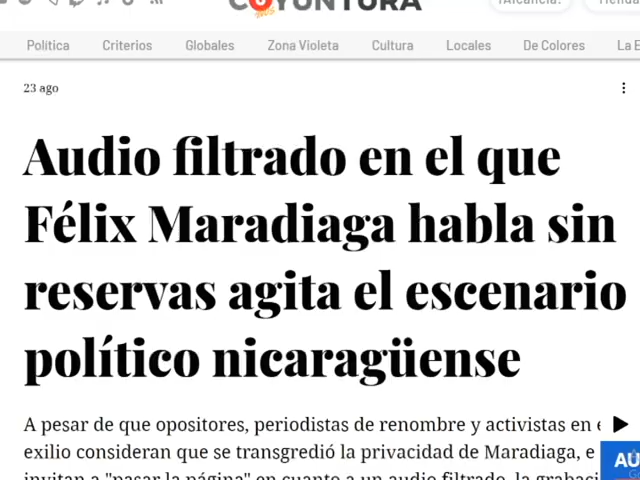 COYUNTURA
¡Alcancía!
Tienda
Política Criterios Globales Zona Violeta Cultura Locales De Colores La E
23 ago
Audio filtrado en el que
Félix Maradiaga habla sin
reservas agita el escenario
político nicaragüense
A pesar de que opositores, periodistas de renombre y activistas en e
exilio consideran que se transgredió la privacidad de Maradiaga, e
invitan a "pasar la página" en cuanto a un audio filtrado, la grabaci
AU